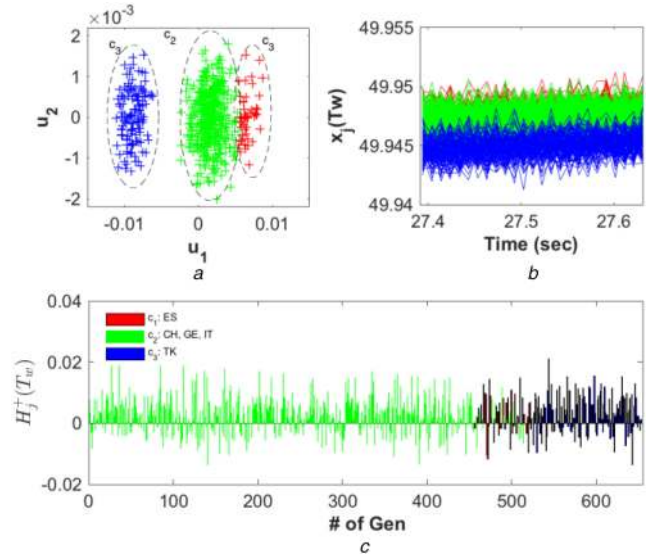 × 10⁻³
c₃
c₂
c₃
2
1
0
-1
-2
u₂
-0.01
0
0.01
u₁
a
49.955
49.95
49.945
49.94
xⱼ(Tw)
27.4
27.5
27.6
Time (sec)
b
0.04
0.02
0
-0.02
Hⱼ⁺(T_w)
c₁: ES
c₂: CH, GE, IT
c₃: TK
0
100
200
300
400
500
600
# of Gen
c